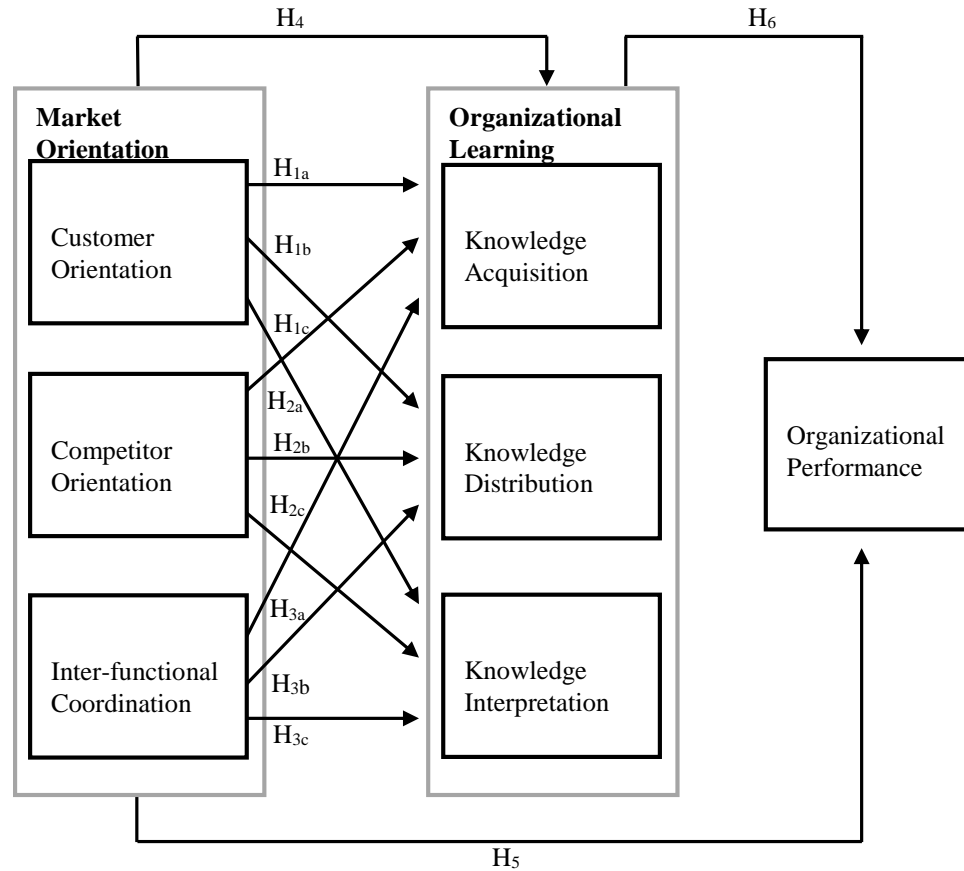 H4
H6
Market
Orientation
Organizational
Learning
H1a
Customer
Orientation
H1b
Knowledge
Acquisition
H1c
H2a
Competitor
Orientation
H2b
Knowledge
Distribution
Organizational
Performance
H2c
H3a
Inter-functional
Coordination
H3b
Knowledge
Interpretation
H3c
H5